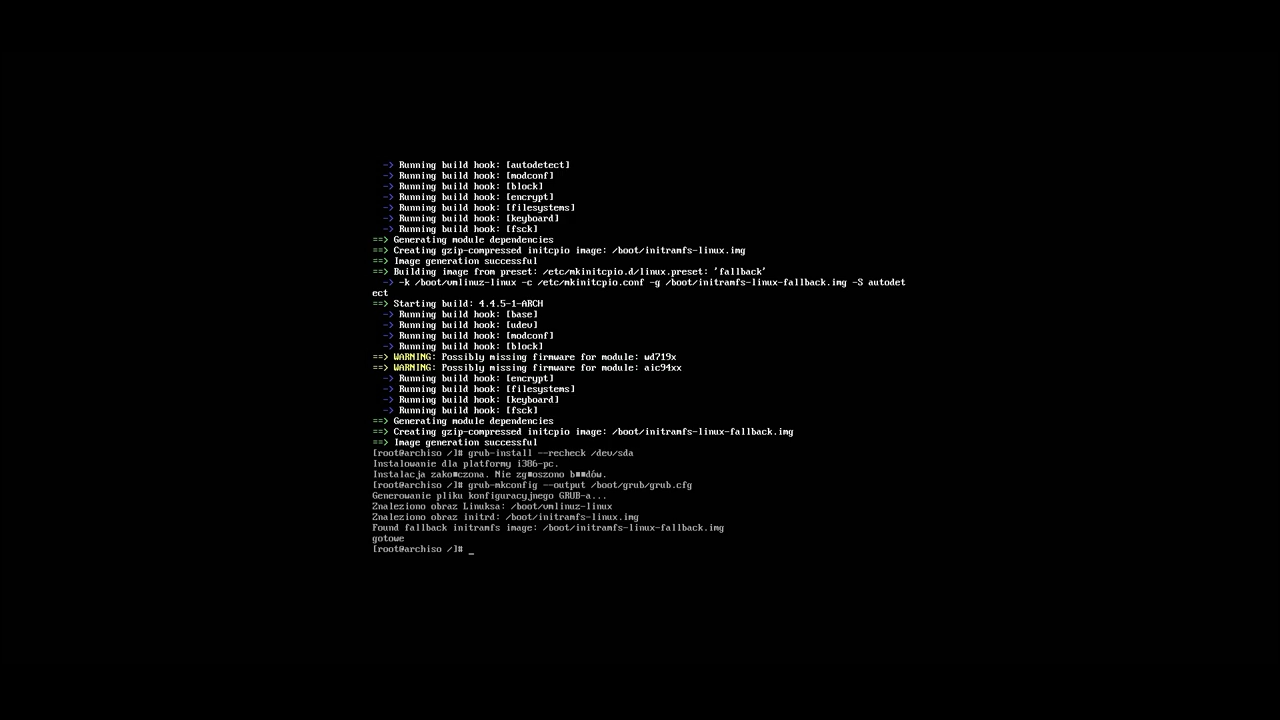 -> Running build hook: [autodetect]
-> Running build hook: [modconf]
-> Running build hook: [block]
-> Running build hook: [encrypt]
-> Running build hook: [filesystems]
-> Running build hook: [keyboard]
-> Running build hook: [fsck]
==> Generating module dependencies
==> Creating gzip-compressed initcpio image: /boot/initramfs-linux.img
==> Image generation successful
==> Building image from preset: /etc/mkinitcpio.d/linux.preset: 'fallback'
-> -k /boot/vmlinuz-linux -c /etc/mkinitcpio.conf -g /boot/initramfs-linux-fallback.img -S autodet
ect
==> Starting build: 4.4.5-1-ARCH
-> Running build hook: [base]
-> Running build hook: [udev]
-> Running build hook: [modconf]
-> Running build hook: [block]
==> WARNING: Possibly missing firmware for module: wd719x
==> WARNING: Possibly missing firmware for module: aic94xx
-> Running build hook: [encrypt]
-> Running build hook: [filesystems]
-> Running build hook: [keyboard]
-> Running build hook: [fsck]
==> Generating module dependencies
==> Creating gzip-compressed initcpio image: /boot/initramfs-linux-fallback.img
==> Image generation successful
[root@archiso /]# grub-install --recheck /dev/sda
Instalowanie dla platformy i386-pc.
Instalacja zako■czona. Nie zg■oszono b■■dów.
[root@archiso /]# grub-mkconfig --output /boot/grub/grub.cfg
Generowanie pliku konfiguracyjnego GRUB-a...
Znaleziono obraz Linuksa: /boot/vmlinuz-linux
Znaleziono obraz initrd: /boot/initramfs-linux.img
Found fallback initramfs image: /boot/initramfs-linux-fallback.img
gotowe
[root@archiso /]# _